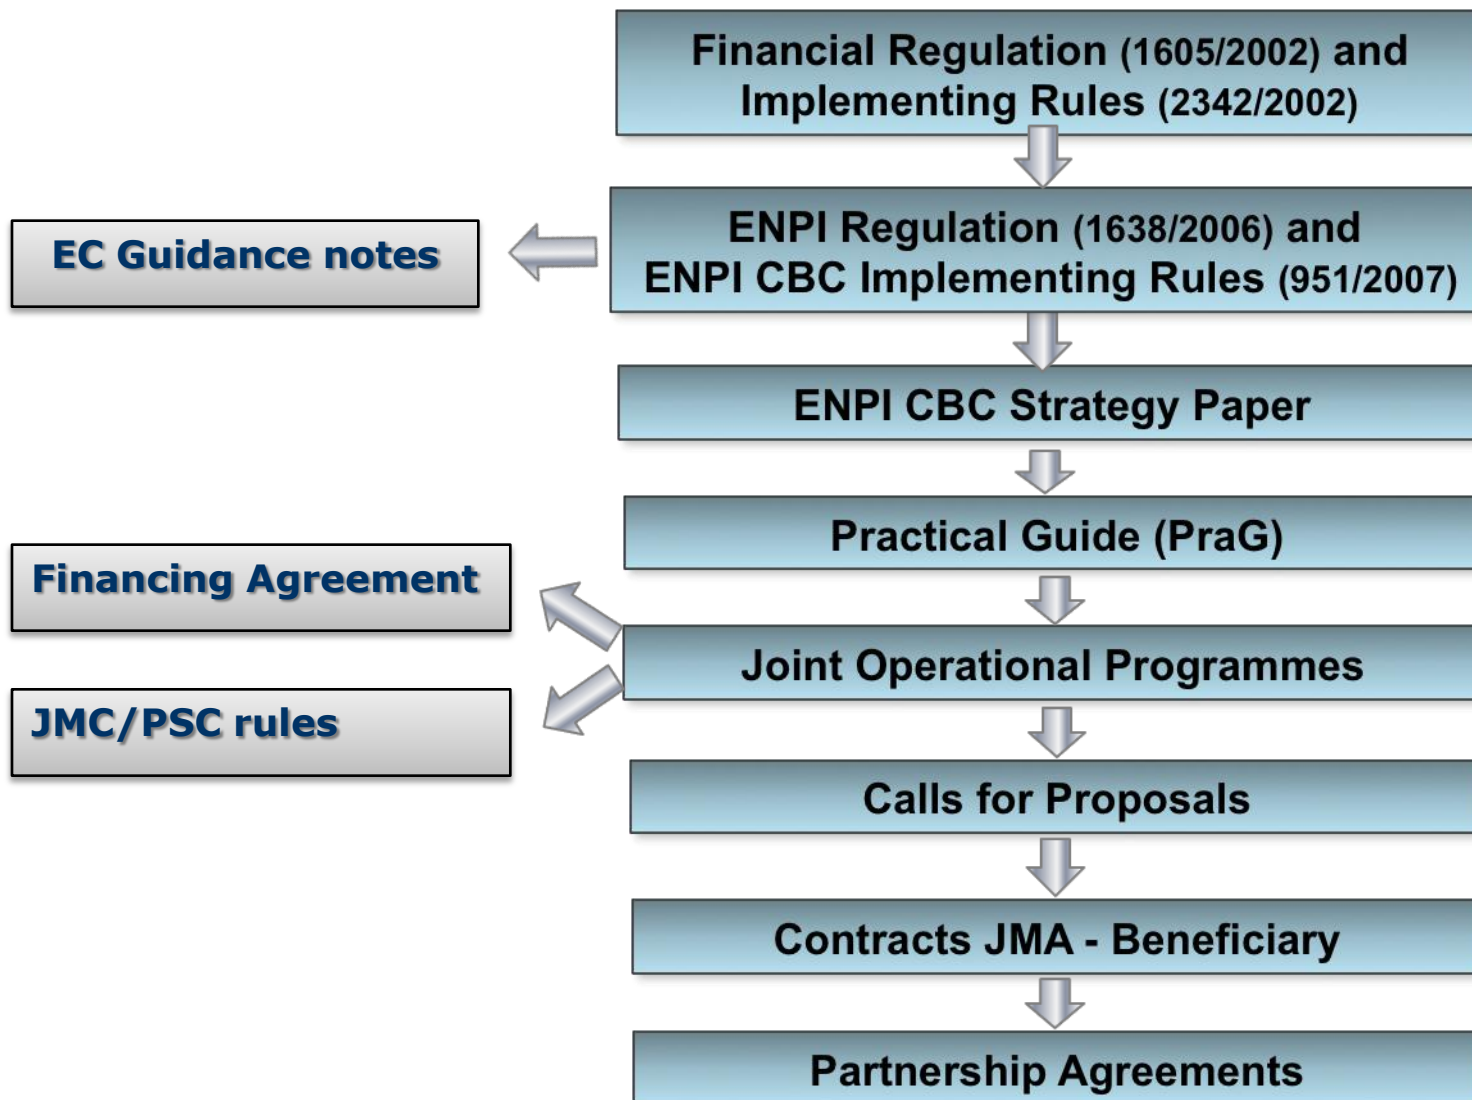 Financial Regulation (1605/2002) and
Implementing Rules (2342/2002)
EC Guidance notes
ENPI Regulation (1638/2006) and
ENPI CBC Implementing Rules (951/2007)
ENPI CBC Strategy Paper
Practical Guide (PraG)
Financing Agreement
Joint Operational Programmes
JMC/PSC rules
Calls for Proposals
Contracts JMA - Beneficiary
Partnership Agreements